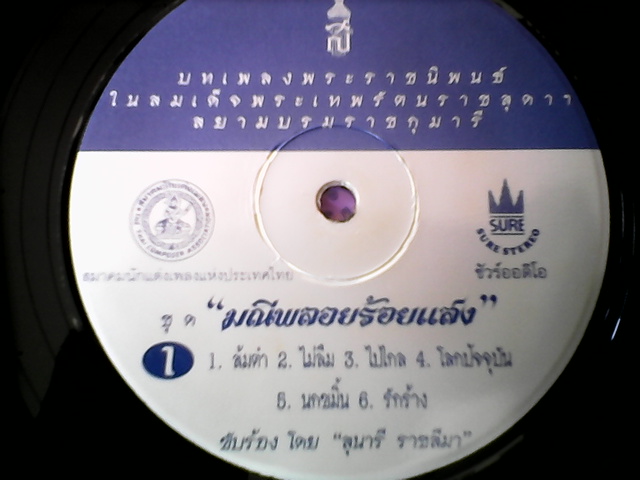 บทเพลงพระราชนิพนธ์
ในสมเด็จพระเทพรัตนราชสุดาฯ
สยามบรมราชกุมารี
SURE
SURE STEREO
สมาคมนักแต่งเพลงแห่งประเทศไทย
ชัวร์ออดิโอ
ชุด “มณีพลอยร้อยแสง”
1 1. ส้มตำ 2. ไม่ลืม 3. ไปไกล 4. โลกปัจจุบัน
5. นกขมิ้น 6. รักร้าง
ขับร้อง โดย “สุนารี ราชสีมา”